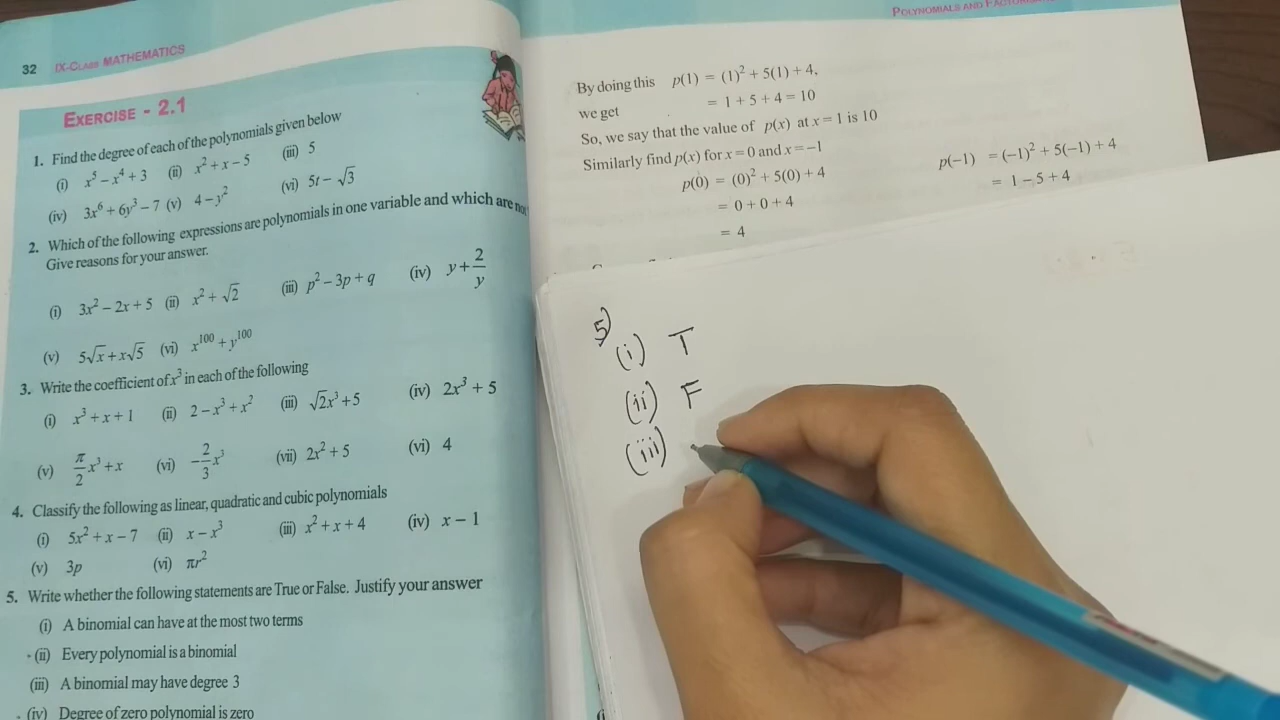 32 IX-CLASS MATHEMATICS
EXERCISE - 2.1
1. Find the degree of each of the polynomials given below
(i) x⁵ − x⁴ + 3 (ii) x² + x − 5 (iii) 5
(iv) 3x⁶ + 6y³ − 7 (v) 4 − y² (vi) 5t − √3
2. Which of the following expressions are polynomials in one variable and which are
Give reasons for your answer.
(i) 3x² − 2x + 5 (ii) x² + √2 (iii) p² − 3p + q (iv) y + 2/y
(v) 5√x + x√5 (vi) x¹⁰⁰ + y¹⁰⁰
3. Write the coefficient of x³ in each of the following
(i) x³ + x + 1 (ii) 2 − x³ + x² (iii) √2x³ + 5 (iv) 2x³ + 5
(v) π/2 x³ + x (vi) −2/3 x³ (vii) 2x² + 5 (vi) 4
4. Classify the following as linear, quadratic and cubic polynomials
(i) 5x² + x − 7 (ii) x − x³ (iii) x² + x + 4 (iv) x − 1
(v) 3p (vi) πr²
5. Write whether the following statements are True or False. Justify your answer
(i) A binomial can have at the most two terms
(ii) Every polynomial is a binomial
(iii) A binomial may have degree 3
(iv) Degree of zero polynomial is zero
POLYNOMIALS AND
By doing this p(1) = (1)² + 5(1) + 4,
we get = 1 + 5 + 4 = 10
So, we say that the value of p(x) at x = 1 is 10
Similarly find p(x) for x = 0 and x = −1
p(0) = (0)² + 5(0) + 4
= 0 + 0 + 4
= 4
p(−1) = (−1)² + 5(−1) + 4
= 1 − 5 + 4
5)
(i) T
(ii) F
(iii)